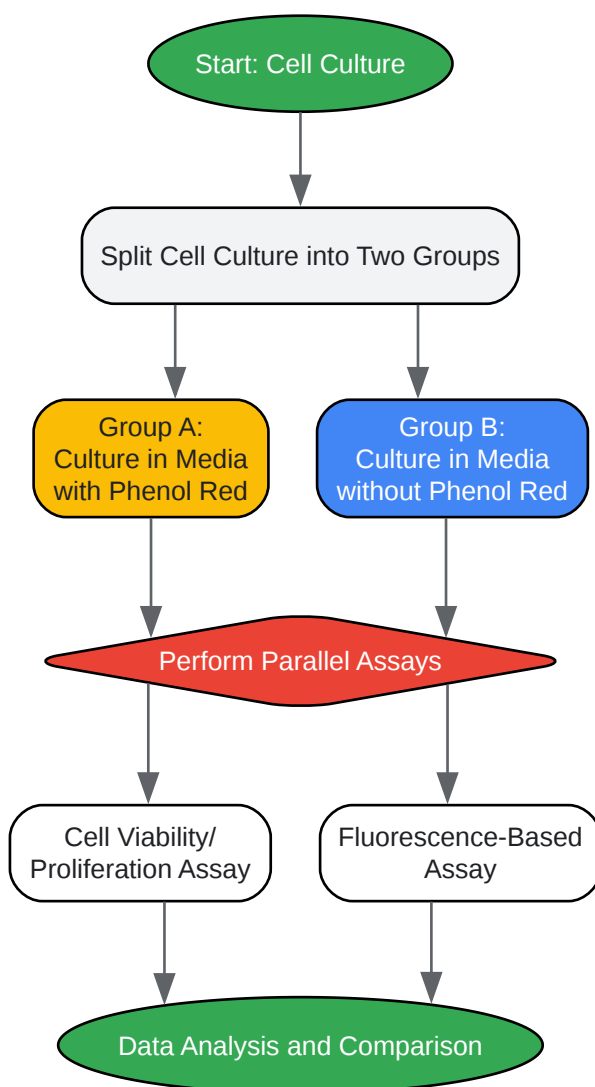 Start: Cell Culture
Split Cell Culture into Two Groups
Group A:
Culture in Media
with Phenol Red
Group B:
Culture in Media
without Phenol Red
Perform Parallel Assays
Cell Viability/
Proliferation Assay
Fluorescence-Based
Assay
Data Analysis and Comparison